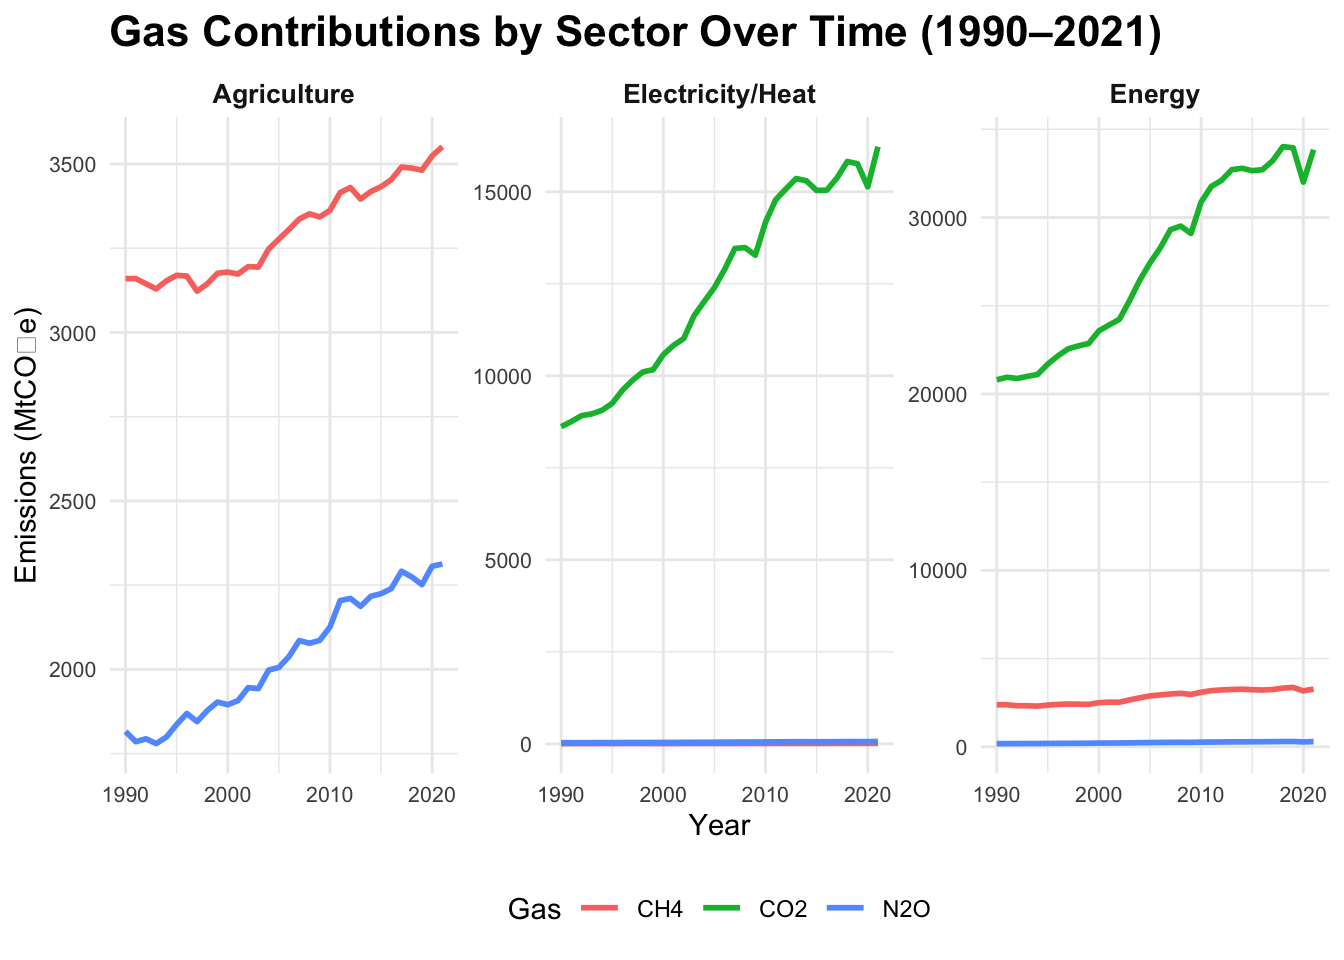 Gas Contributions by Sector Over Time (1990–2021)
Agriculture
Electricity/Heat
Energy
Emissions (MtCO□e)
3500
3000
2500
2000
15000
10000
5000
0
30000
20000
10000
0
1990 2000 2010 2020
1990 2000 2010 2020
1990 2000 2010 2020
Year
Gas CH4 CO2 N2O